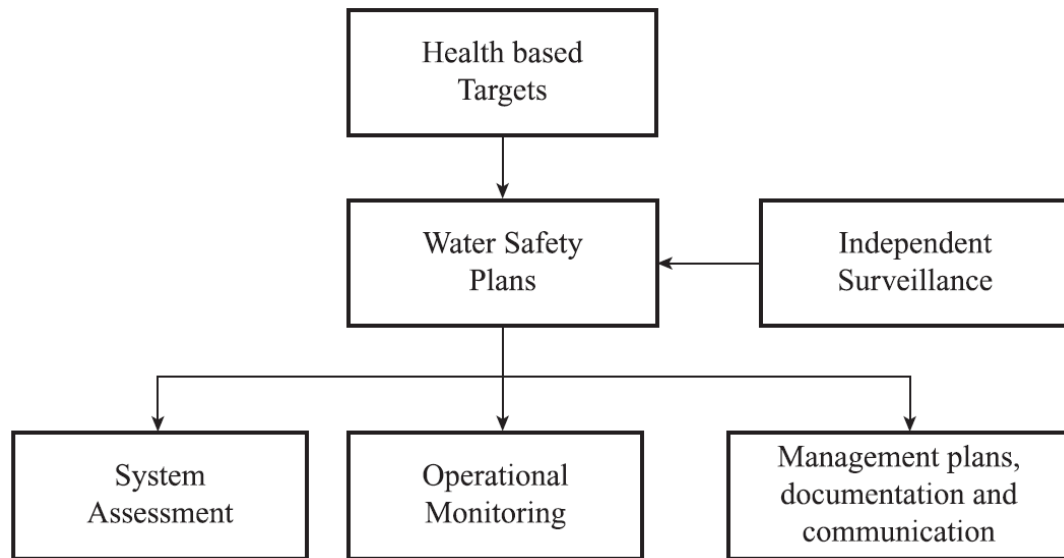 Health based
Targets
Water Safety
Plans
Independent
Surveillance
System
Assessment
Operational
Monitoring
Management plans,
documentation and
communication